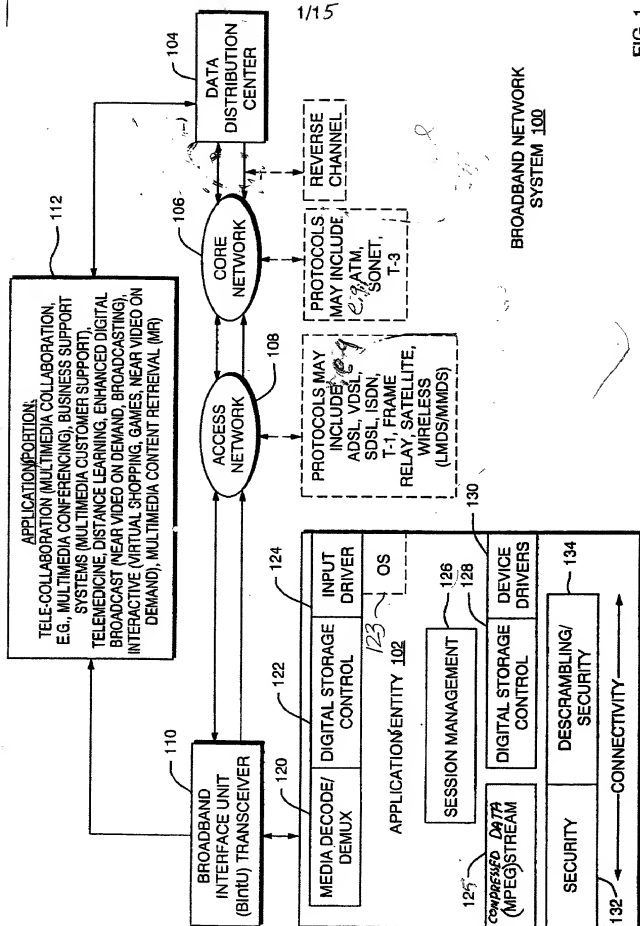 1/15
APPLICATION PORTION,
TELE-COLLABORATION (MULTIMEDIA COLLABORATION,
E.G., MULTIMEDIA CONFERENCING), BUSINESS SUPPORT
SYSTEMS (MULTIMEDIA CUSTOMER SUPPORT),
TELEMEDICINE, DISTANCE LEARNING, ENHANCED DIGITAL
BROADCAST (NEAR VIDEO ON DEMAND, BROADCASTING),
INTERACTIVE (VIRTUAL SHOPPING, GAMES, NEAR VIDEO ON
DEMAND), MULTIMEDIA CONTENT RETREIVAL (MR)
112
104
DATA
DISTRIBUTION
CENTER
110
BROADBAND
INTERFACE UNIT
(BIntU) TRANSCEIVER
108
ACCESS
NETWORK
106
CORE
NETWORK
PROTOCOLS MAY
INCLUDE, e.g
ADSL, VDSL
SDSL, ISDN,
T-1, FRAME
RELAY, SATELLITE,
WIRELESS
(LMDS/MMDS)
PROTOCOLS
MAY INCLUDE
e.g. ATM,
SONET,
T-3
REVERSE
CHANNEL
120
122
124
MEDIA DECODE/
DEMUX
DIGITAL STORAGE
CONTROL
INPUT
DRIVER
APPLICATION/ENTITY 102
123
OS
SESSION MANAGEMENT
126
128
130
125
COMPRESSED DATA
(MPEG) STREAM
DIGITAL STORAGE
CONTROL
DEVICE
DRIVERS
134
SECURITY
DESCRAMBLING/
SECURITY
132
CONNECTIVITY
BROADBAND NETWORK
SYSTEM 100
FIG. 1